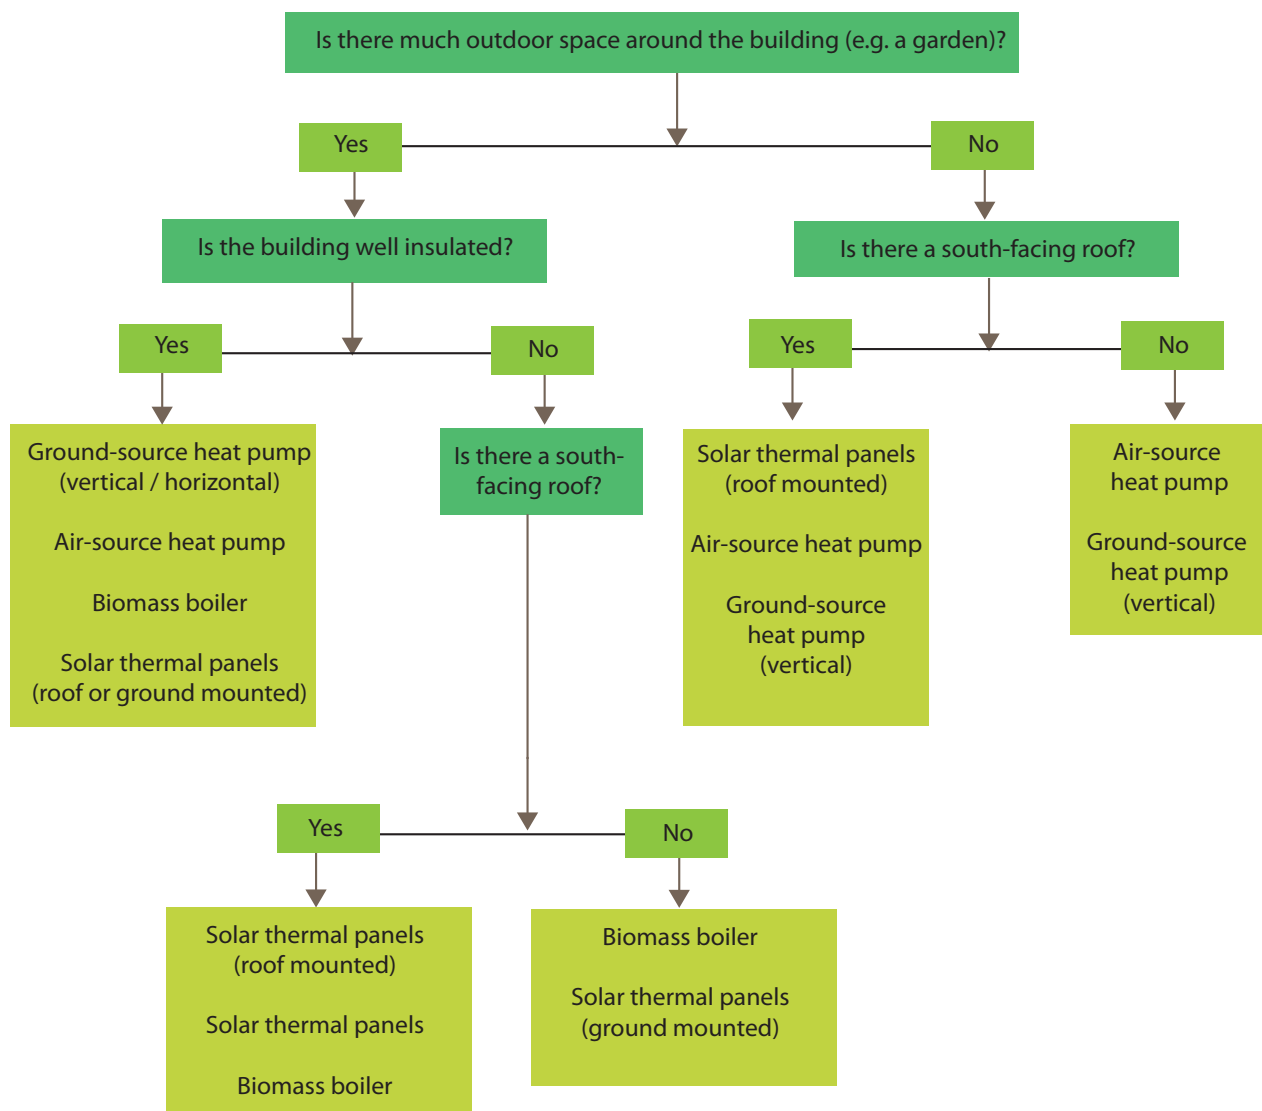 Is there much outdoor space around the building (e.g. a garden)?
Yes
No
Is the building well insulated?
Is there a south-facing roof?
Yes
No
Yes
No
Ground-source heat pump
(vertical / horizontal)
Air-source heat pump
Biomass boiler
Solar thermal panels
(roof or ground mounted)
Is there a south-
facing roof?
Solar thermal panels
(roof mounted)
Air-source heat pump
Ground-source
heat pump
(vertical)
Air-source
heat pump
Ground-source
heat pump
(vertical)
Yes
No
Solar thermal panels
(roof mounted)
Solar thermal panels
Biomass boiler
Biomass boiler
Solar thermal panels
(ground mounted)